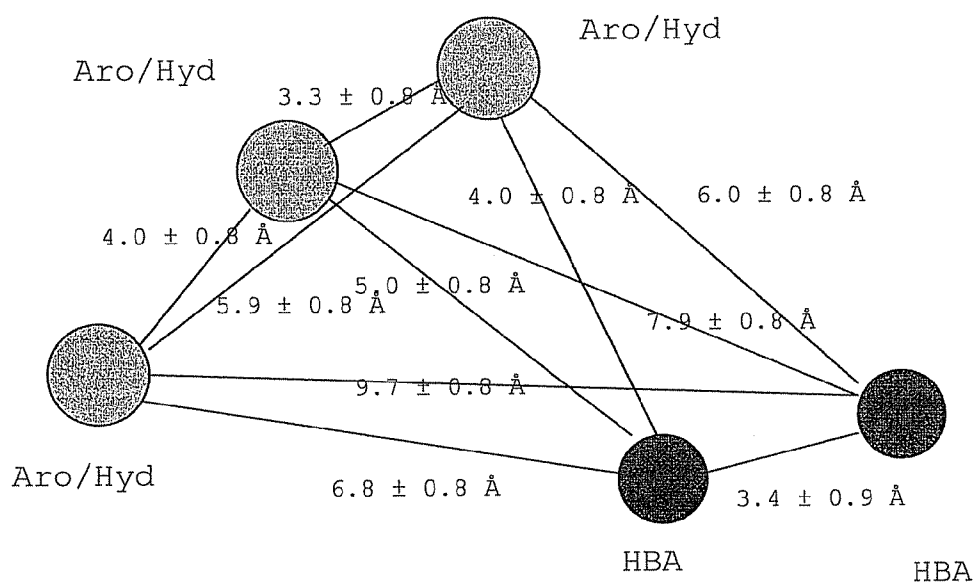 Aro/Hyd
Aro/Hyd
3.3 ± 0.8 Å
4.0 ± 0.8 Å
6.0 ± 0.8 Å
4.0 ± 0.8 Å
5.0 ± 0.8 Å
5.9 ± 0.8 Å
7.9 ± 0.8 Å
9.7 ± 0.8 Å
Aro/Hyd
6.8 ± 0.8 Å
3.4 ± 0.9 Å
HBA
HBA